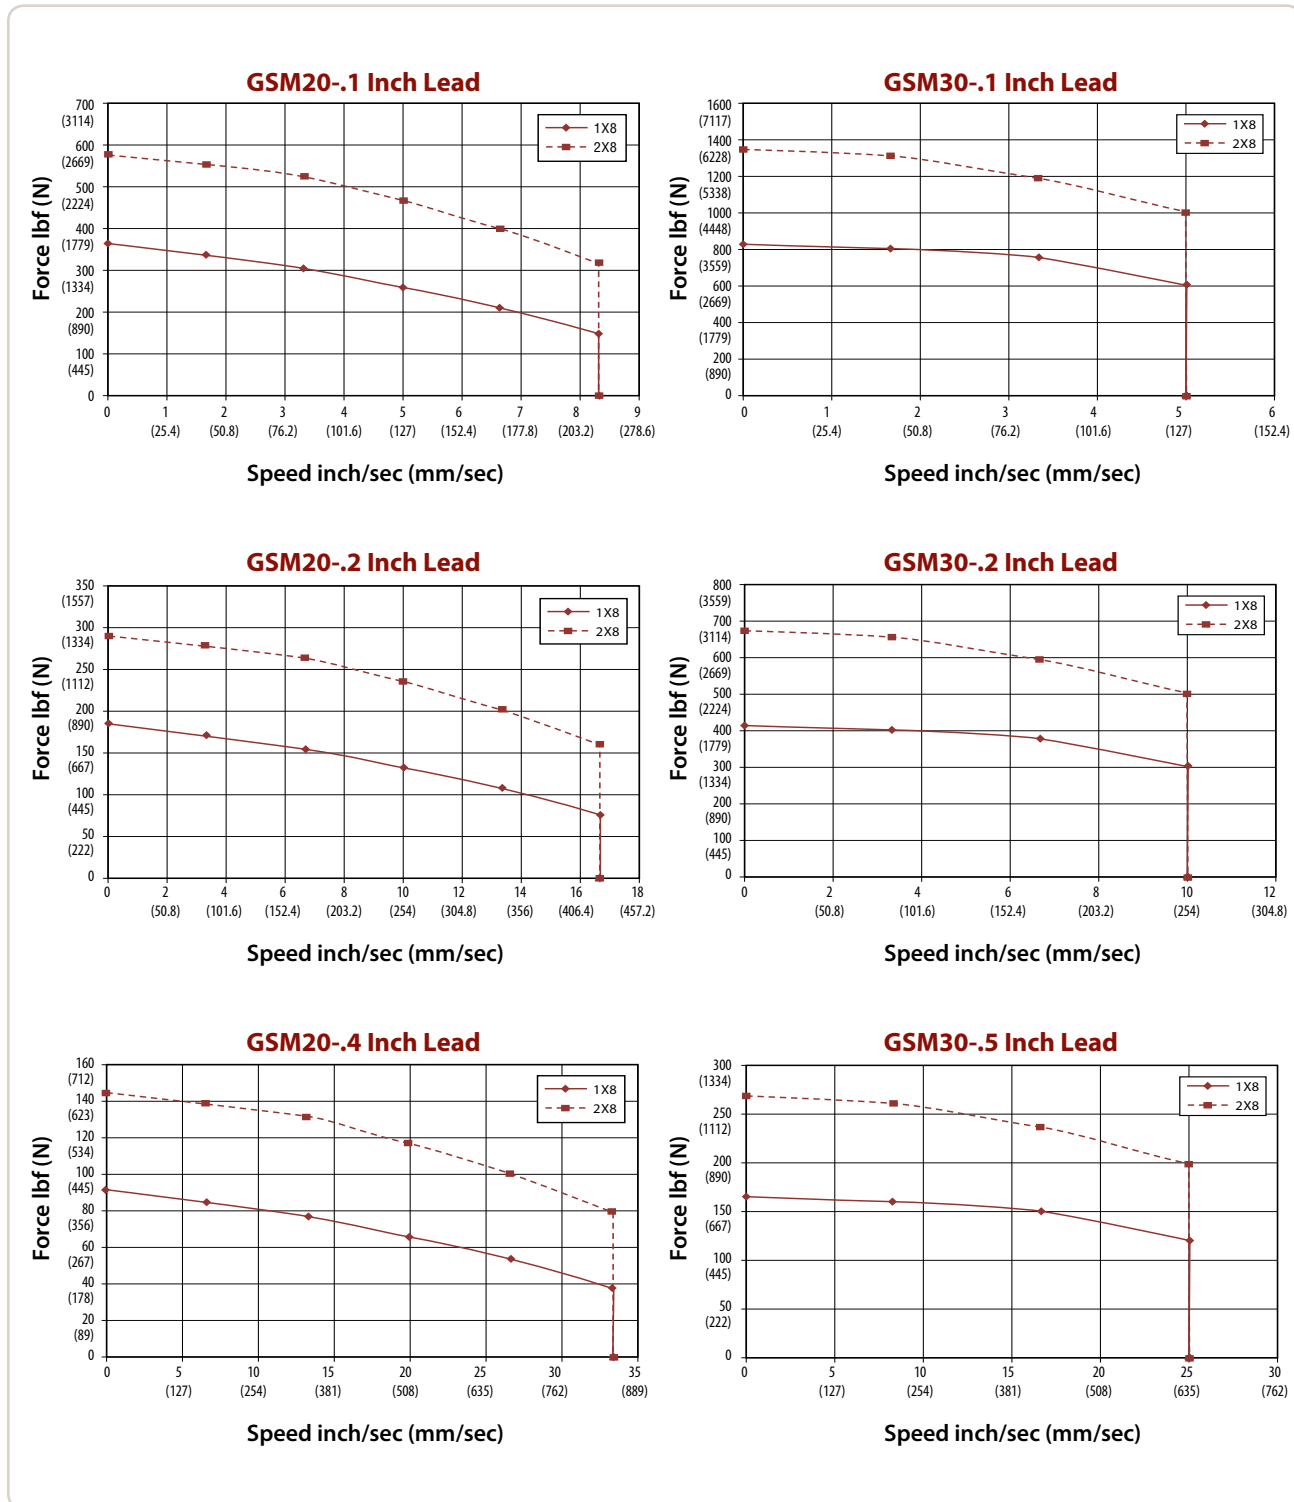 GSM20-.1 Inch Lead
Force lbf (N)
700
(3114)
600
(2669)
500
(2224)
400
(1779)
300
(1334)
200
(890)
100
(445)
0
1X8
2X8
0 1 2 3 4 5 6 7 8 9
(25.4) (50.8) (76.2) (101.6) (127) (152.4) (177.8) (203.2) (278.6)
Speed inch/sec (mm/sec)
GSM30-.1 Inch Lead
Force lbf (N)
1600
(7117)
1400
(6228)
1200
(5338)
1000
(4448)
800
(3559)
600
(2669)
400
(1779)
200
(890)
0
1X8
2X8
0 1 2 3 4 5 6
(25.4) (50.8) (76.2) (101.6) (127) (152.4)
Speed inch/sec (mm/sec)
GSM20-.2 Inch Lead
Force lbf (N)
350
(1557)
300
(1334)
250
(1112)
200
(890)
150
(667)
100
(445)
50
(222)
0
1X8
2X8
0 2 4 6 8 10 12 14 16 18
(50.8) (101.6) (152.4) (203.2) (254) (304.8) (356) (406.4) (457.2)
Speed inch/sec (mm/sec)
GSM30-.2 Inch Lead
Force lbf (N)
800
(3559)
700
(3114)
600
(2669)
500
(2224)
400
(1779)
300
(1334)
200
(890)
100
(445)
0
1X8
2X8
0 2 4 6 8 10 12
(50.8) (101.6) (152.4) (203.2) (254) (304.8)
Speed inch/sec (mm/sec)
GSM20-.4 Inch Lead
Force lbf (N)
160
(712)
140
(623)
120
(534)
100
(445)
80
(356)
60
(267)
40
(178)
20
(89)
0
1X8
2X8
0 5 10 15 20 25 30 35
(127) (254) (381) (508) (635) (762) (889)
Speed inch/sec (mm/sec)
GSM30-.5 Inch Lead
Force lbf (N)
300
(1334)
250
(1112)
200
(890)
150
(667)
100
(445)
50
(222)
0
1X8
2X8
0 5 10 15 20 25 30
(127) (254) (381) (508) (635) (762)
Speed inch/sec (mm/sec)